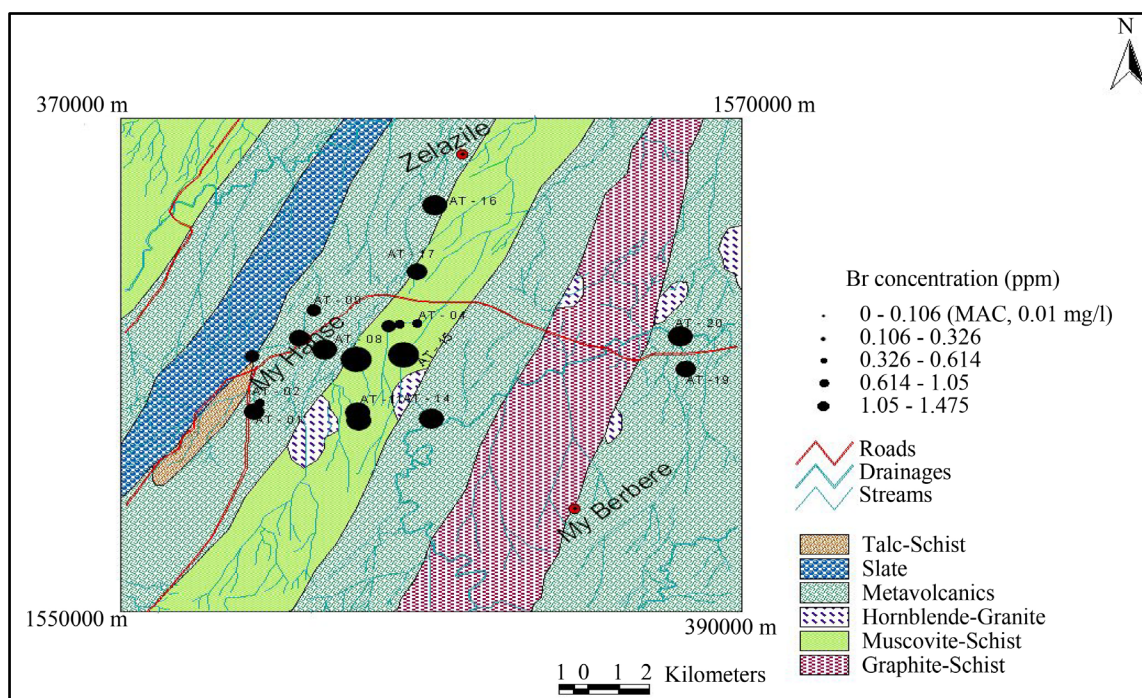 N
370000 m
1570000 m
Zelazile
AT - 16
AT - 17
AT - 09
AT - 04
AT - 20
AT - 08
My Hanse
AT - 19
- 02
AT - 14
AT - 01
My Berbere
1550000 m
390000 m
Br concentration (ppm)
0 - 0.106 (MAC, 0.01 mg/l)
0.106 - 0.326
0.326 - 0.614
0.614 - 1.05
1.05 - 1.475
Roads
Drainages
Streams
Talc-Schist
Slate
Metavolcanics
Hornblende-Granite
Muscovite-Schist
Graphite-Schist
1 0 1 2 Kilometers